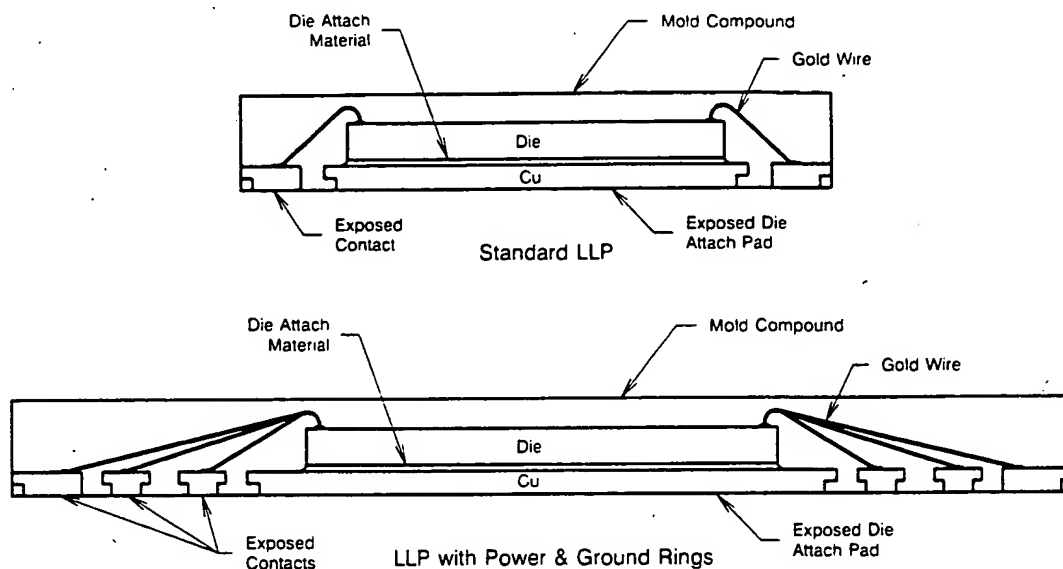 Die Attach
Material
Mold Compound
Gold Wire
Die
Cu
Exposed
Contact
Exposed Die
Attach Pad
Standard LLP
Die Attach
Material
Mold Compound
Gold Wire
Die
Cu
Exposed
Contacts
Exposed Die
Attach Pad
LLP with Power & Ground Rings